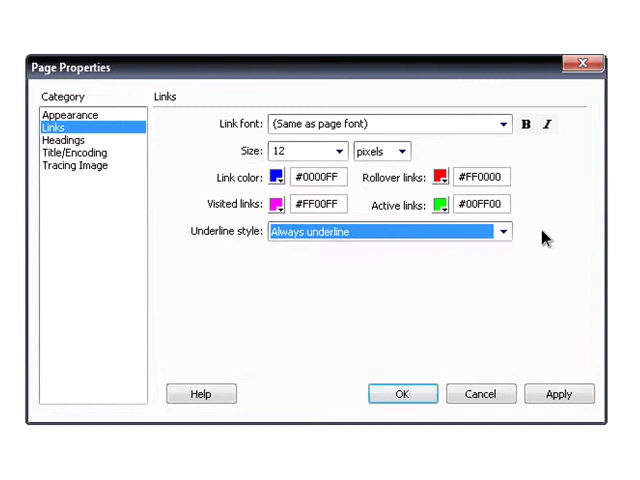 Page Properties
Category
Links
Appearance
Links
Headings
Title/Encoding
Tracing Image
Link font: (Same as page font) B I
Size: 12 pixels
Link color: #0000FF Rollover links: #FF0000
Visited links: #FF00FF Active links: #00FF00
Underline style: Always underline
Help OK Cancel Apply